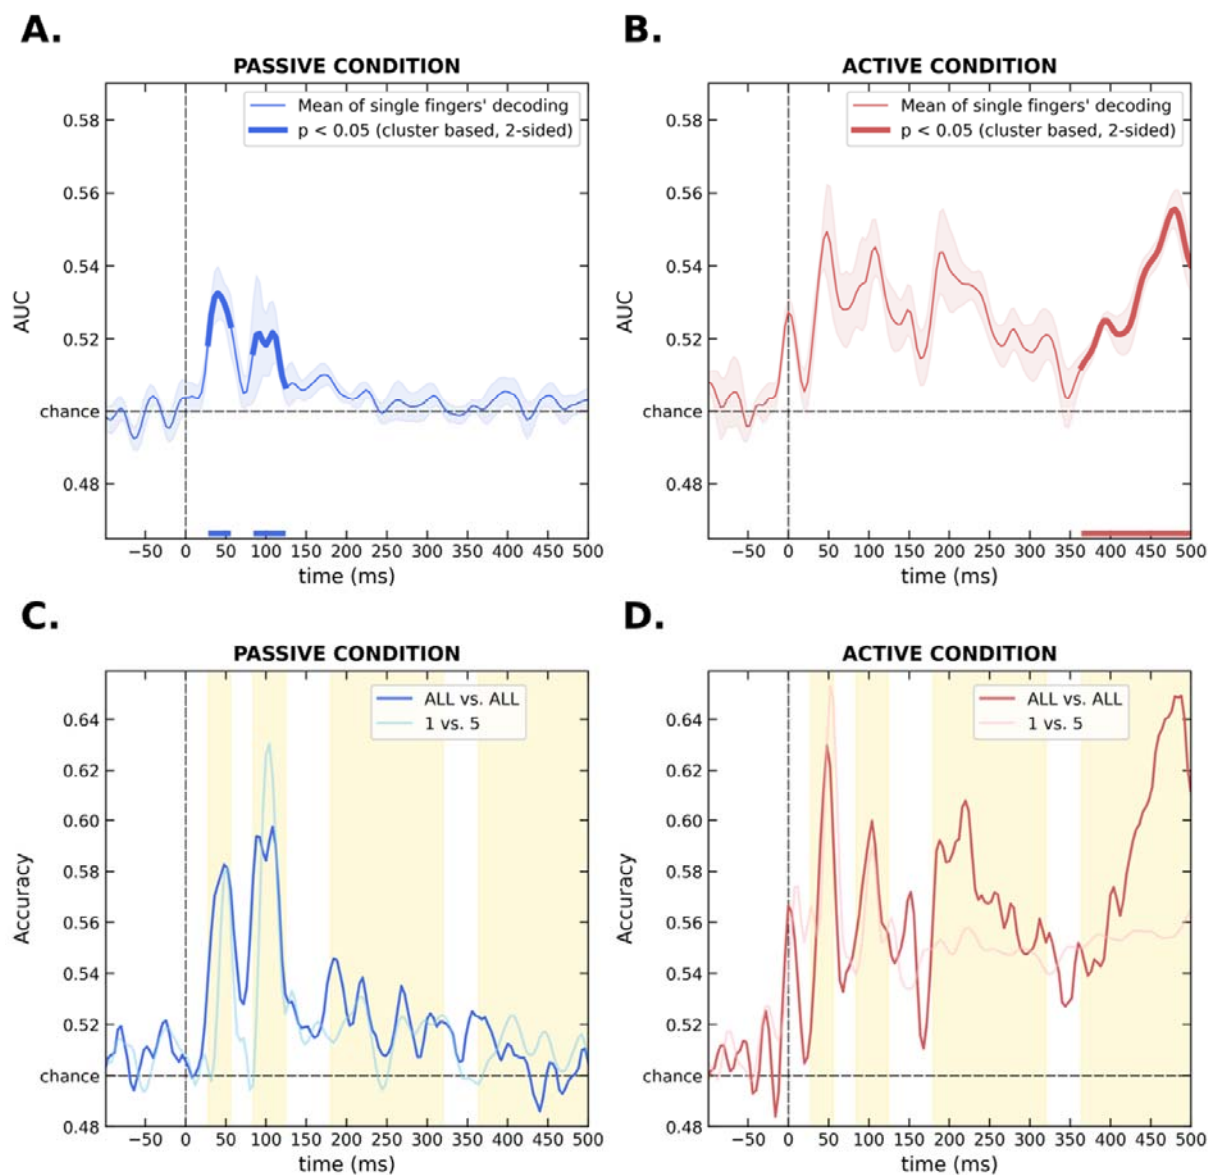 A.
PASSIVE CONDITION
Mean of single fingers' decoding
p < 0.05 (cluster based, 2-sided)
AUC
0.58
0.56
0.54
0.52
chance
0.48
−50 0 50 100 150 200 250 300 350 400 450 500
time (ms)
B.
ACTIVE CONDITION
Mean of single fingers' decoding
p < 0.05 (cluster based, 2-sided)
AUC
0.58
0.56
0.54
0.52
chance
0.48
−50 0 50 100 150 200 250 300 350 400 450 500
time (ms)
C.
PASSIVE CONDITION
ALL vs. ALL
1 vs. 5
Accuracy
0.64
0.62
0.60
0.58
0.56
0.54
0.52
chance
0.48
−50 0 50 100 150 200 250 300 350 400 450 500
time (ms)
D.
ACTIVE CONDITION
ALL vs. ALL
1 vs. 5
Accuracy
0.64
0.62
0.60
0.58
0.56
0.54
0.52
chance
0.48
−50 0 50 100 150 200 250 300 350 400 450 500
time (ms)